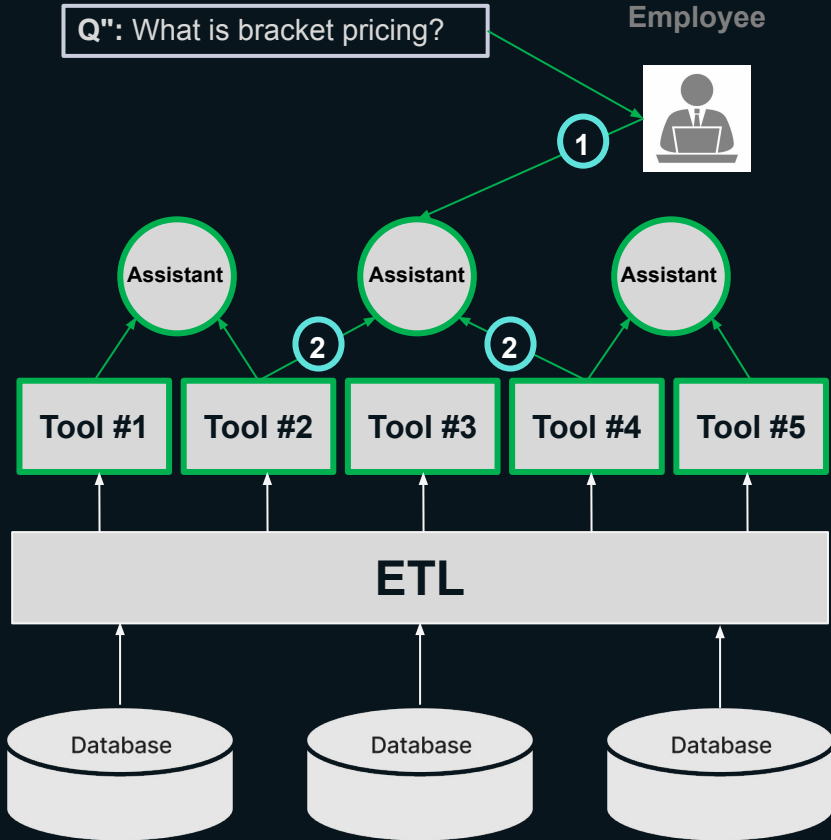 Employee
Q": What is bracket pricing?
1
Assistant
Assistant
Assistant
2
2
Tool #1
Tool #2
Tool #3
Tool #4
Tool #5
ETL
Database
Database
Database